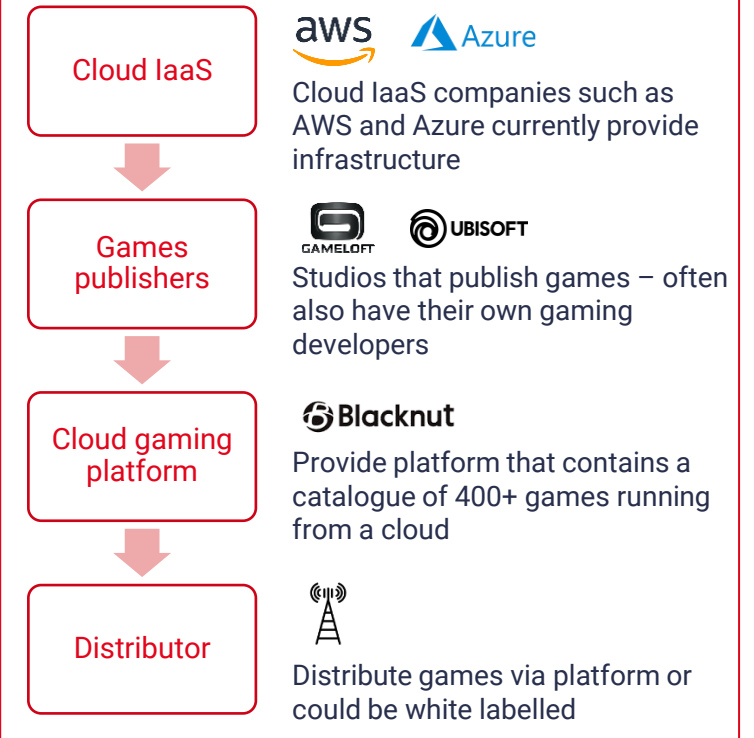 Cloud IaaS
aws
Azure
Cloud IaaS companies such as
AWS and Azure currently provide
infrastructure
Games
publishers
GAMELOFT
UBISOFT
Studios that publish games – often
also have their own gaming
developers
Cloud gaming
platform
Blacknut
Provide platform that contains a
catalogue of 400+ games running
from a cloud
Distributor
Distribute games via platform or
could be white labelled